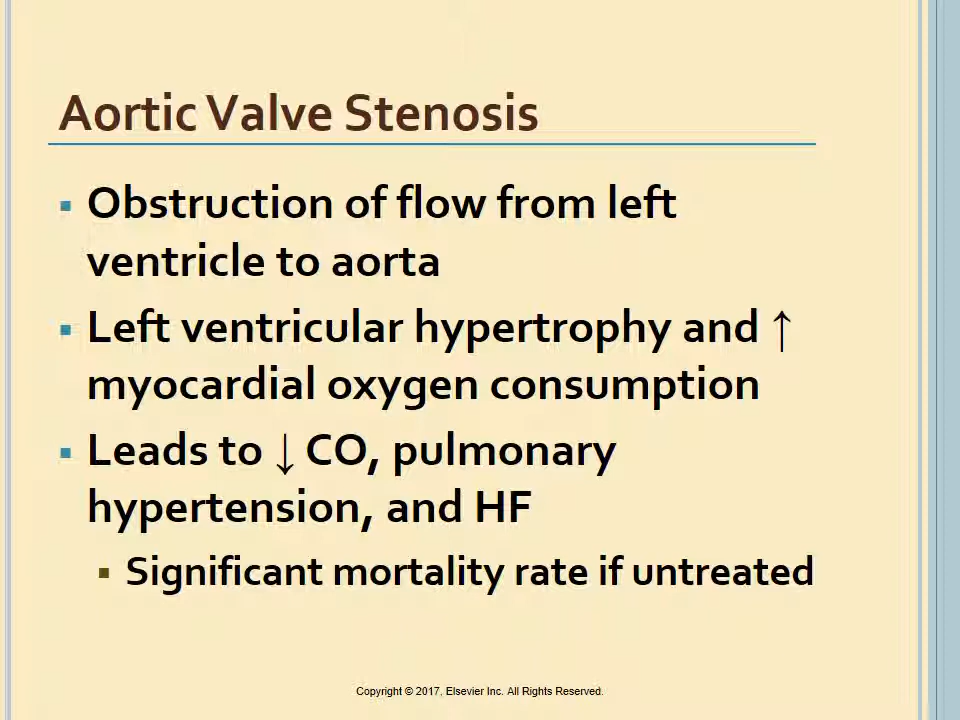 Aortic Valve Stenosis
▪ Obstruction of flow from left
ventricle to aorta
▪ Left ventricular hypertrophy and ↑
myocardial oxygen consumption
▪ Leads to ↓ CO, pulmonary
hypertension, and HF
▪ Significant mortality rate if untreated
Copyright © 2017, Elsevier Inc. All Rights Reserved.